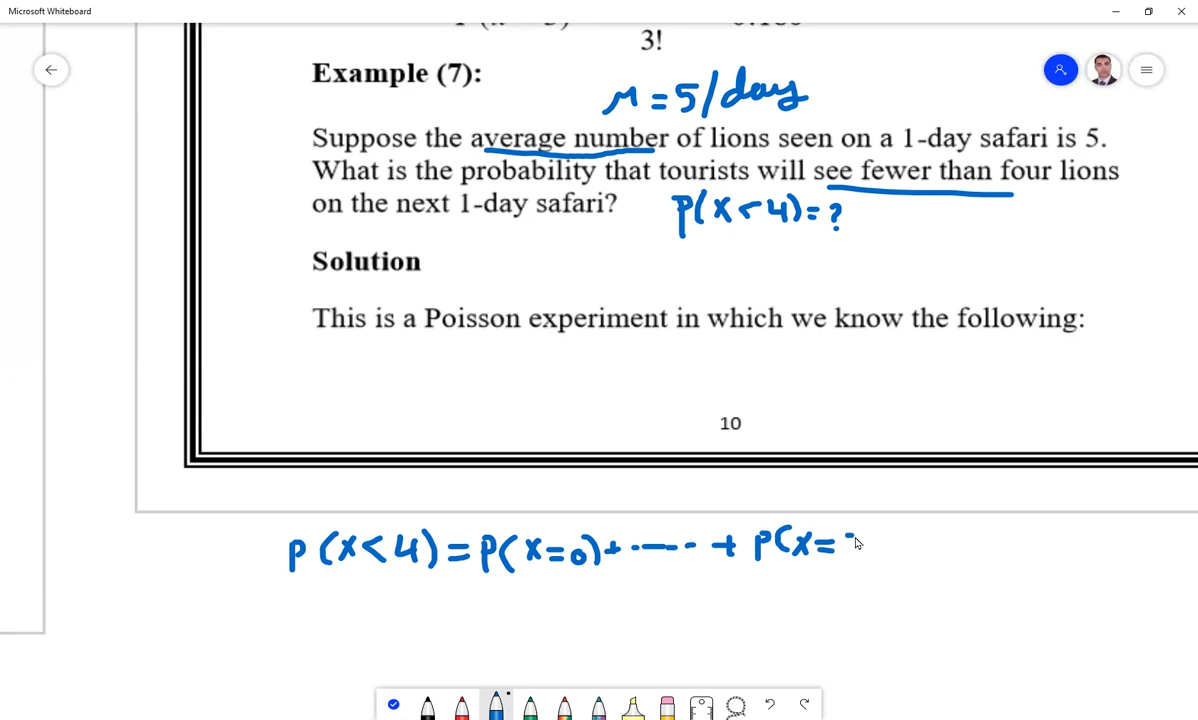 Microsoft Whiteboard
3!
Example (7):
μ = 5/day
Suppose the average number of lions seen on a 1-day safari is 5.
What is the probability that tourists will see fewer than four lions
on the next 1-day safari?
P(x<4)=?
Solution
This is a Poisson experiment in which we know the following:
10
P(x<4)=P(x=0)+----+P(x=